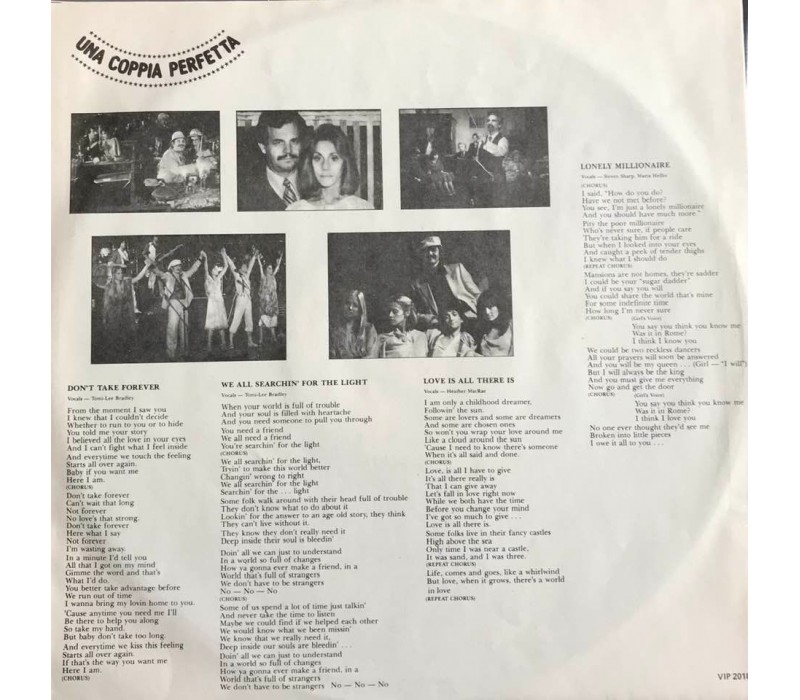 UNA COPPIA PERFETTA
DON'T TAKE FOREVER
Vocals — Tomi-Lee Bradley
From the moment I saw you
I knew that I couldn't decide
Whether to run to you or to hide
You told me your story
I believed all the love in your eyes
And I can't fight what I feel inside
And everytime we touch the feeling
Starts all over again.
Baby if you want me
Here I am.
(CHORUS)
Don't take forever
Can't wait that long
Not forever
No love's that strong.
Don't take forever
Here what I say
Not forever
I'm wasting away.
In a minute I'd tell you
All that I got on my mind
Gimme the word and that's
What I'd do.
You better take advantage before
We run out of time
I wanna bring my lovin home to you.
'Cause anytime you need me I'll
Be there to help you along
So take my hand.
But baby don't take too long.
And everytime we kiss this feeling
Starts all over again.
If that's the way you want me
Here I am.
(CHORUS)
WE ALL SEARCHIN' FOR THE LIGHT
Vocals — Tomi-Lee Bradley
When your world is full of trouble
And your soul is filled with heartache
And you need someone to pull you through
You need a friend
We all need a friend
You're searchin' for the light
(CHORUS)
We all searchin' for the light,
Tryin' to make this world better
Changin' wrong to right
We all searchin' for the light
Searchin' for the . . . light
Some folk walk around with their head full of trouble
They don't know what to do about it
Lookin' for the answer to an age old story, they think
They can't live without it.
They know they don't really need it
Deep inside their soul is bleedin'
Doin' all we can just to understand
In a world so full of changes
How ya gonna ever make a friend, in a
World that's full of strangers
We don't have to be strangers
No — No — No
(CHORUS)
Some of us spend a lot of time just talkin'
And never take the time to listen
Maybe we could find if we helped each other
We would know what we been missin'
We know that we really need it,
Deep inside our souls are bleedin' . . .
Doin' all we can just to understand
In a world so full of changes
How ya gonna ever make a friend, in a
World that's full of strangers
We don't have to be strangers No — No — No
LOVE IS ALL THERE IS
Vocals — Heather MacRae
I am only a childhood dreamer,
Followin' the sun.
Some are lovers and some are dreamers
And some are chosen ones
So won't you wrap your love around me
Like a cloud around the sun
'Cause I need to know there's someone
When it's all said and done.
(CHORUS)
Love, is all I have to give
It's all there really is
That I can give away
Let's fall in love right now
While we both have the time
Before you change your mind
I've got so much to give . . .
Love is all there is.
Some folks live in their fancy castles
High above the sea
Only time I was near a castle,
It was sand, and I was three.
(REPEAT CHORUS)
Life, comes and goes, like a whirlwind
But love, when it grows, there's a world
in love
(REPEAT CHORUS)
LONELY MILLIONAIRE
Vocals — Steven Sharp, Marta Heflin
(CHORUS)
I said, "How do you do?
Have we not met before?
You see, I'm just a lonely millionaire
And you should have much more."
Pity the poor millionaire
Who's never sure, if people care
They're taking him for a ride
But when I looked into your eyes
And caught a peek of tender thighs
I knew what I should do
(REPEAT CHORUS)
Mansions are not homes, they're sadder
I could be your "sugar dadder"
And if you say you will
You could share the world that's mine
For some indefinite time
How long I'm never sure
(CHORUS) (Girl's Voice)
You say you think you know me
Was it in Rome?
I think I know you
We could be two reckless dancers
All your prayers will soon be answered
And you will be my queen . . . (Girl — "I will")
But I will always be the king
And you must give me everything
Now go and get the door
(CHORUS) (Girl's Voice)
You say you think you know me
Was it in Rome?
I think I love you
No one ever thought they'd see me
Broken into little pieces
I owe it all to you . . .
VIP 201